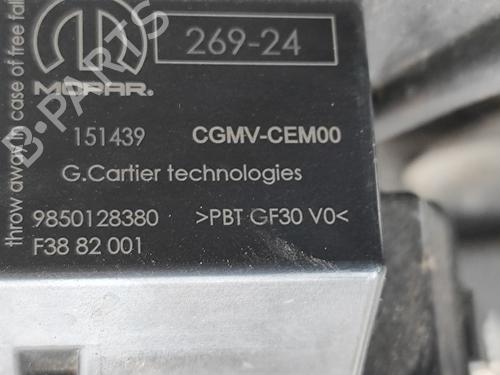 269-24
MOPAR.
151439 CGMV-CEM00
G.Cartier technologies
9850128380 >PBT GF30 V0<
F38 82 001
throw away in case of free fall
B-PARTS